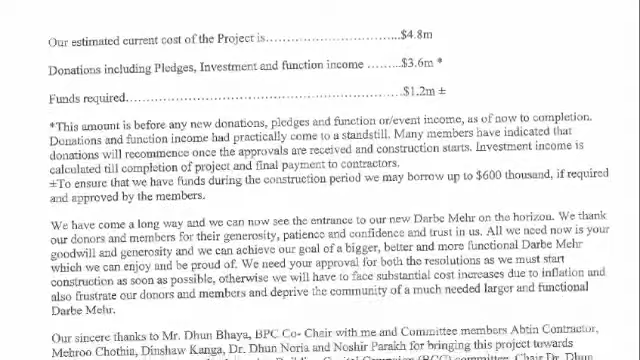 Our estimated current cost of the Project is................................$4.8m
Donations including Pledges, Investment and function income .........$3.6m *
Funds required.................................................................$1.2m ±
*This amount is before any new donations, pledges and function or/event income, as of now to completion.
Donations and function income had practically come to a standstill. Many members have indicated that
donations will recommence once the approvals are received and construction starts. Investment income is
calculated till completion of project and final payment to contractors.
±To ensure that we have funds during the construction period we may borrow up to $600 thousand, if required
and approved by the members.
We have come a long way and we can now see the entrance to our new Darbe Mehr on the horizon. We thank
our donors and members for their generosity, patience and confidence and trust in us. All we need now is your
goodwill and generosity and we can achieve our goal of a bigger, better and more functional Darbe Mehr
which we can enjoy and be proud of. We need your approval for both the resolutions as we must start
construction as soon as possible, otherwise we will have to face substantial cost increases due to inflation and
also frustrate our donors and members and deprive the community of a much needed larger and functional
Darbe Mehr.
Our sincere thanks to Mr. Dhun Bhaya, BPC Co- Chair with me and Committee members Abtin Contractor,
Mehroo Chothia, Dinshaw Kanga, Dr. Dhun Noria and Noshir Parakh for bringing this project towards
Building Capital Campaign (BCC) committee, Chair Dr. Dhun